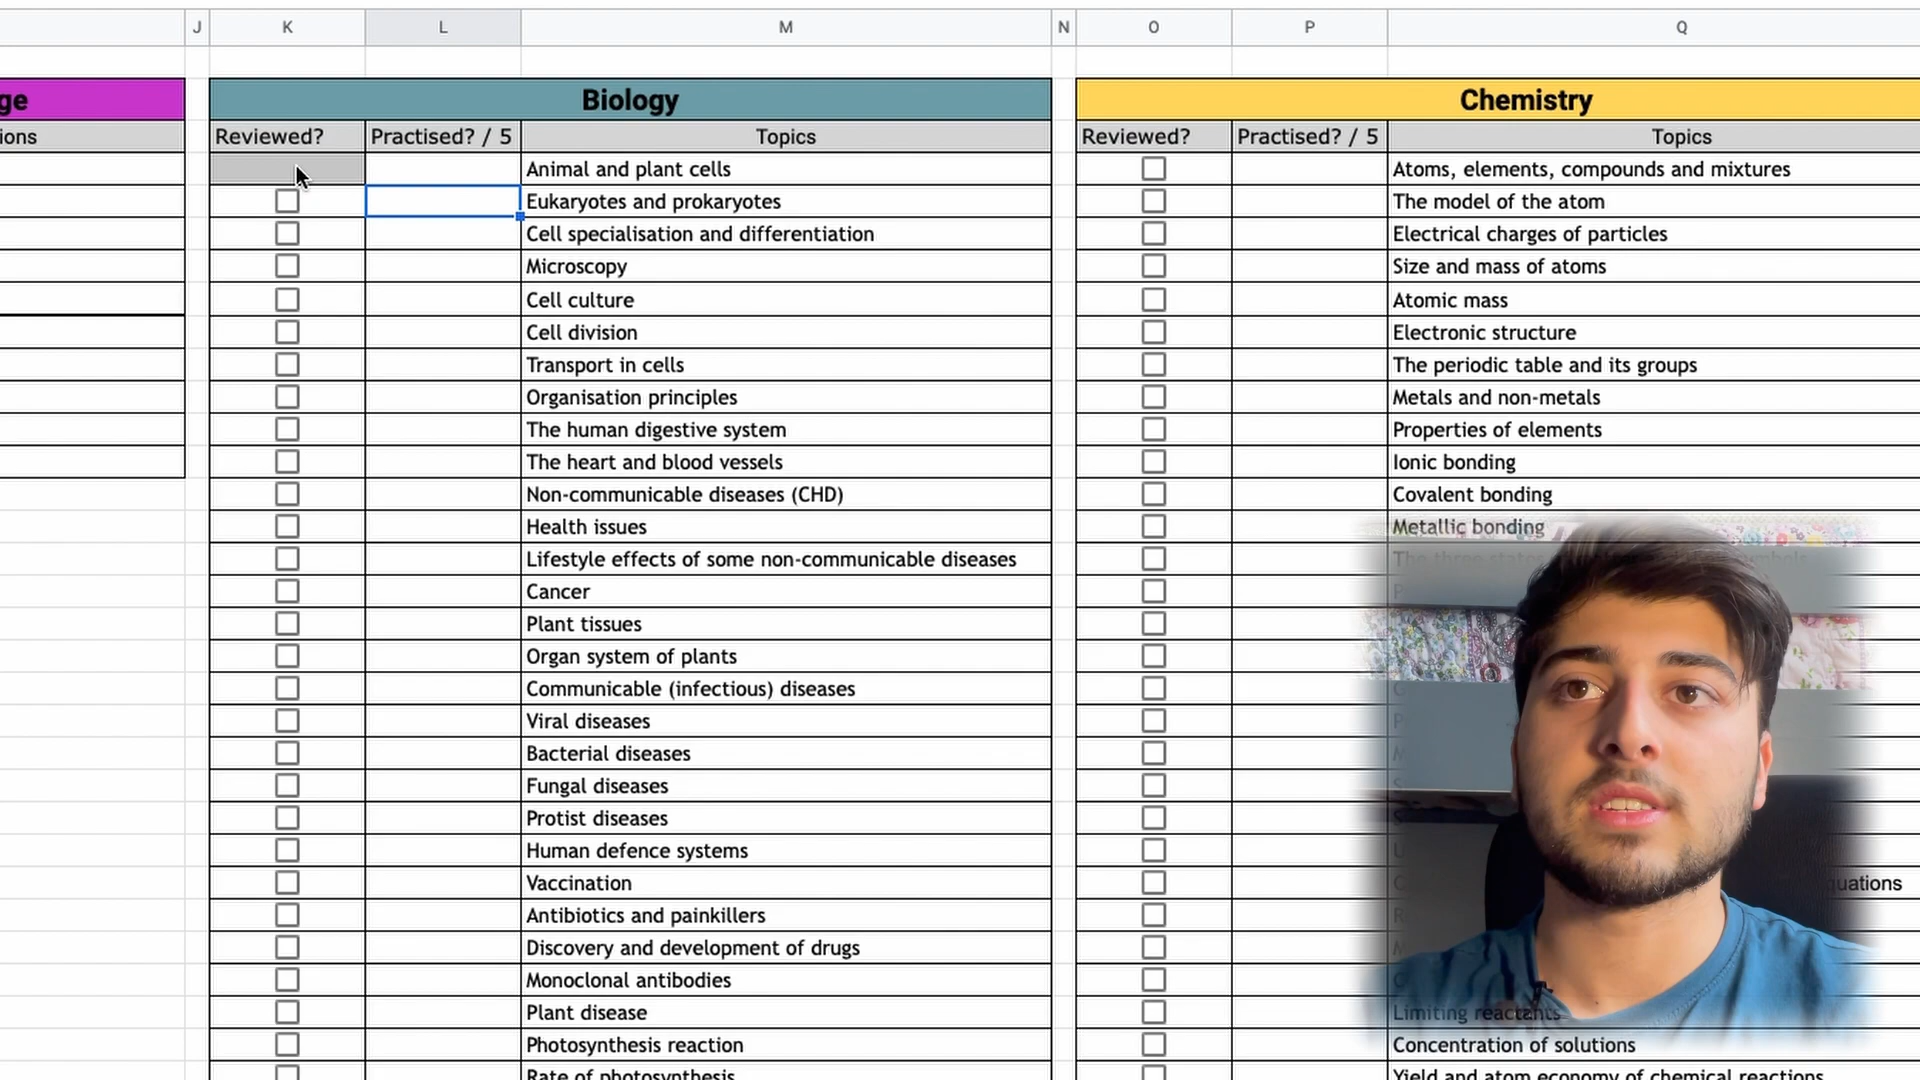 J K L M N O P Q
ge Biology Chemistry
ions Reviewed? Practised? / 5 Topics Reviewed? Practised? / 5 Topics
Animal and plant cells Atoms, elements, compounds and mixtures
Eukaryotes and prokaryotes The model of the atom
Cell specialisation and differentiation Electrical charges of particles
Microscopy Size and mass of atoms
Cell culture Atomic mass
Cell division Electronic structure
Transport in cells The periodic table and its groups
Organisation principles Metals and non-metals
The human digestive system Properties of elements
The heart and blood vessels Ionic bonding
Non-communicable diseases (CHD) Covalent bonding
Health issues Metallic bonding
Lifestyle effects of some non-communicable diseases The three states
Cancer
Plant tissues
Organ system of plants
Communicable (infectious) diseases
Viral diseases
Bacterial diseases
Fungal diseases
Protist diseases
Human defence systems
Vaccination uations
Antibiotics and painkillers
Discovery and development of drugs
Monoclonal antibodies
Plant disease Limiting reactants
Photosynthesis reaction Concentration of solutions
Rate of photosynthesis Yield and atom economy of chemical reactions